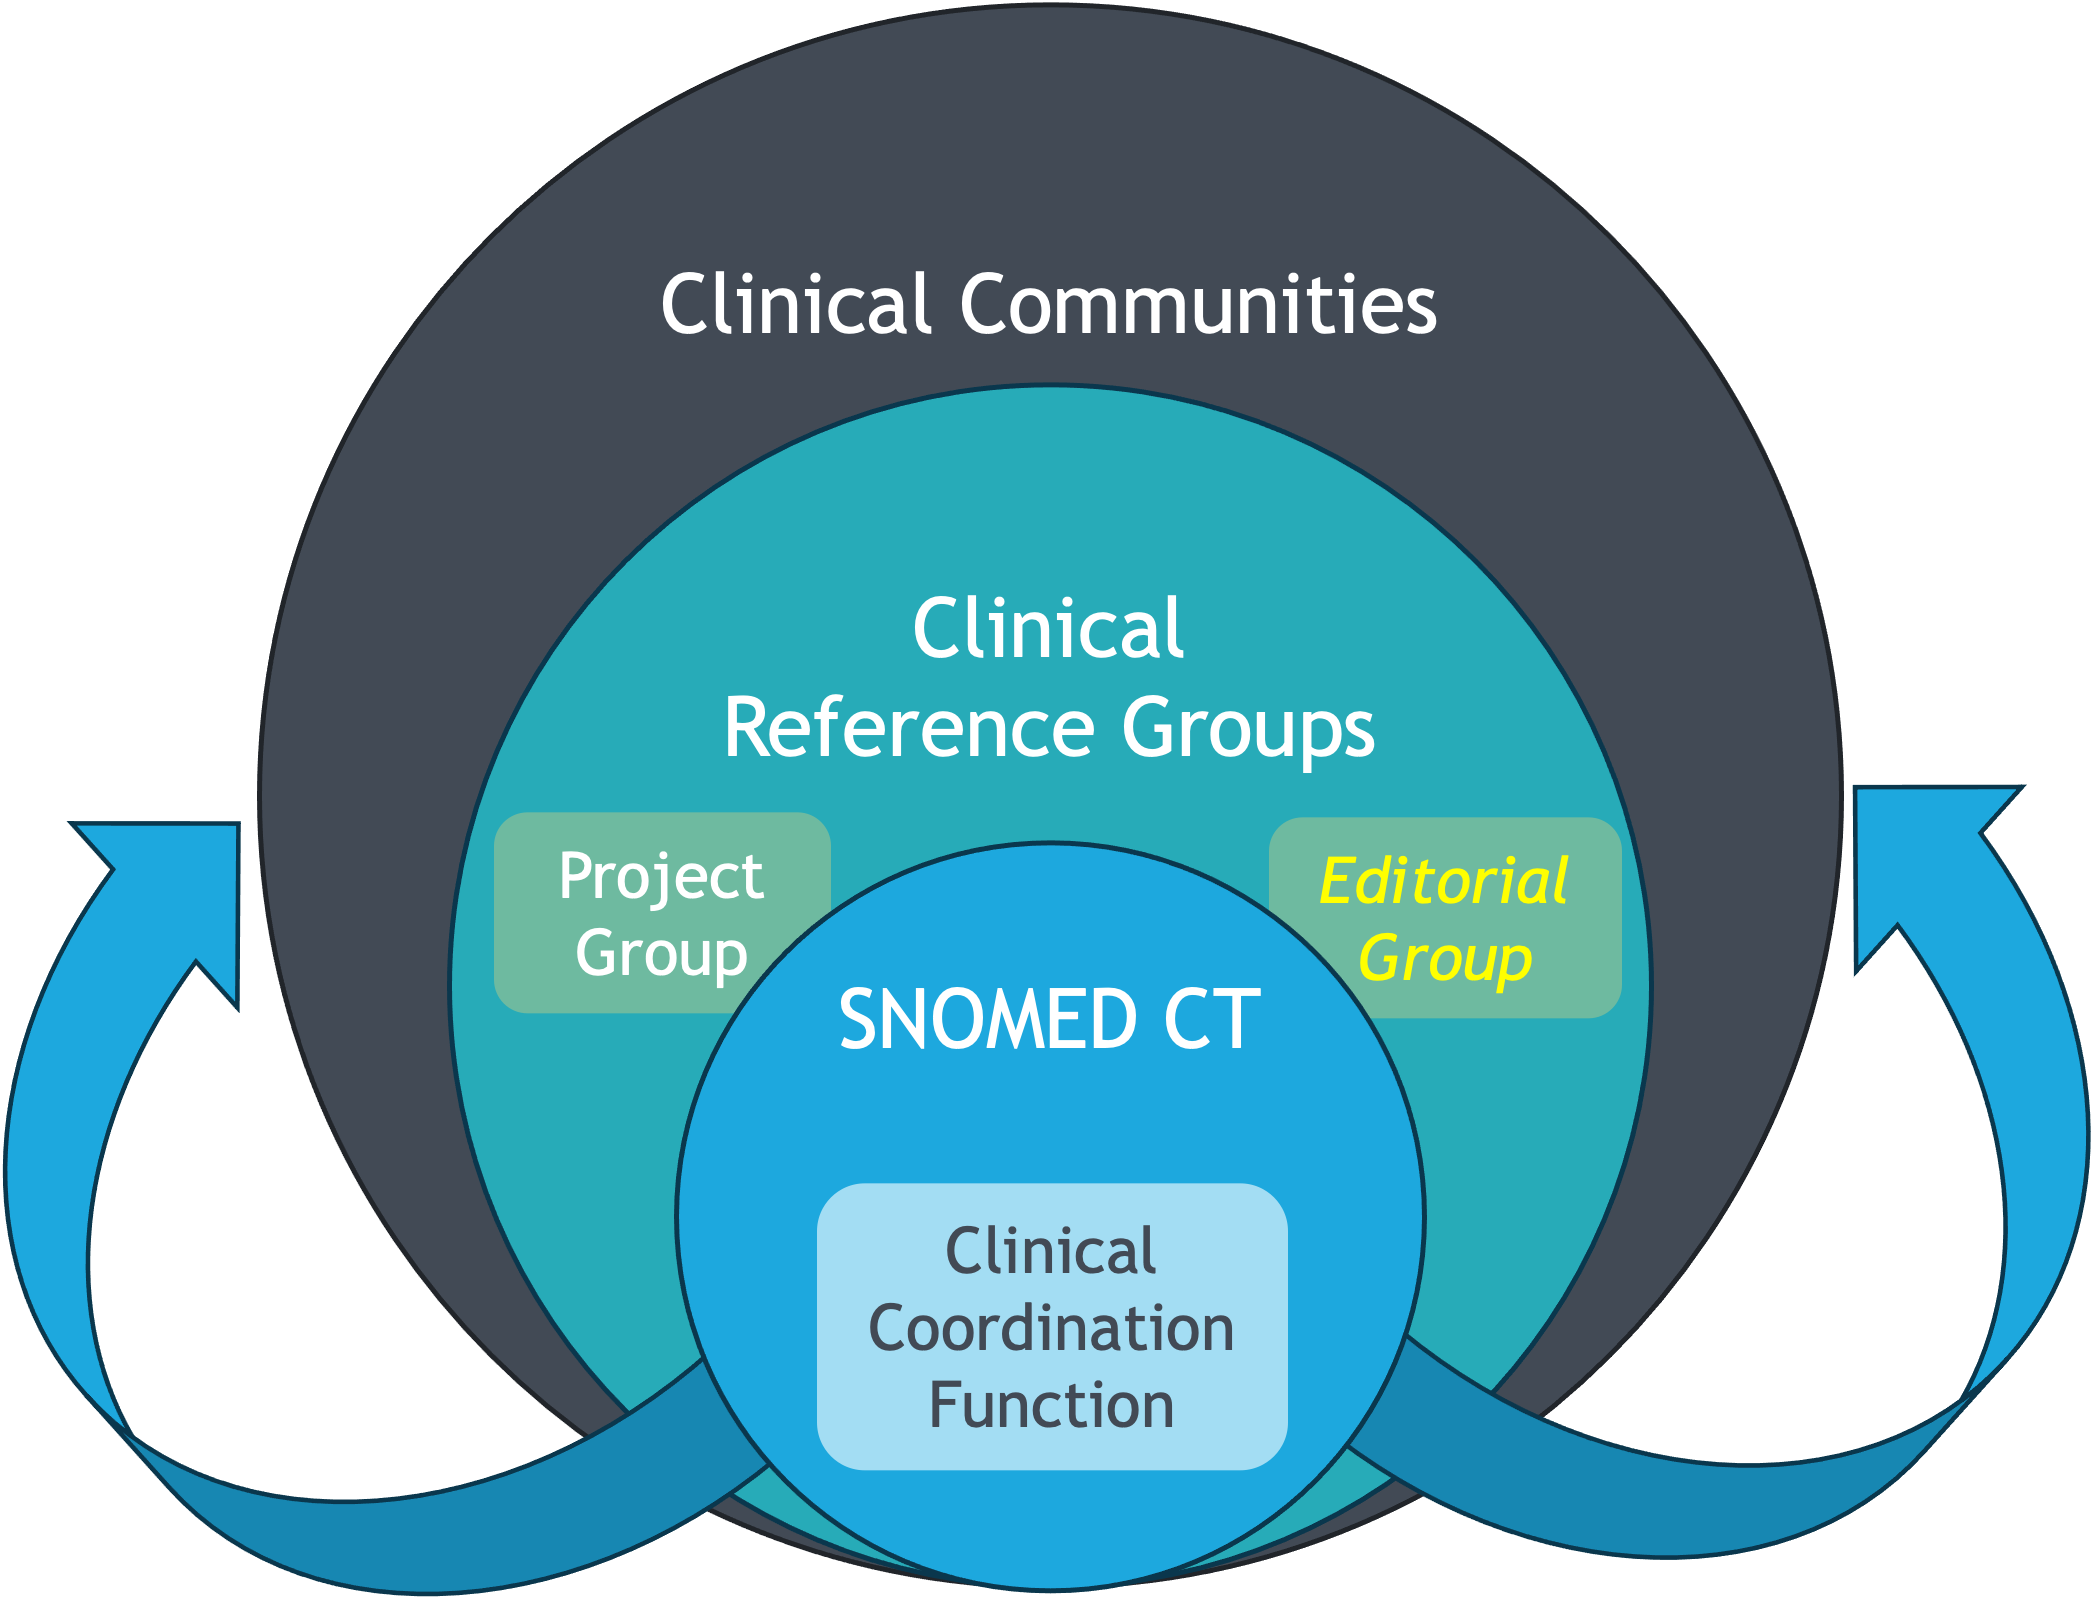 Clinical Communities
Clinical
Reference Groups
Project
Group
Editorial
Group
SNOMED CT
Clinical
Coordination
Function